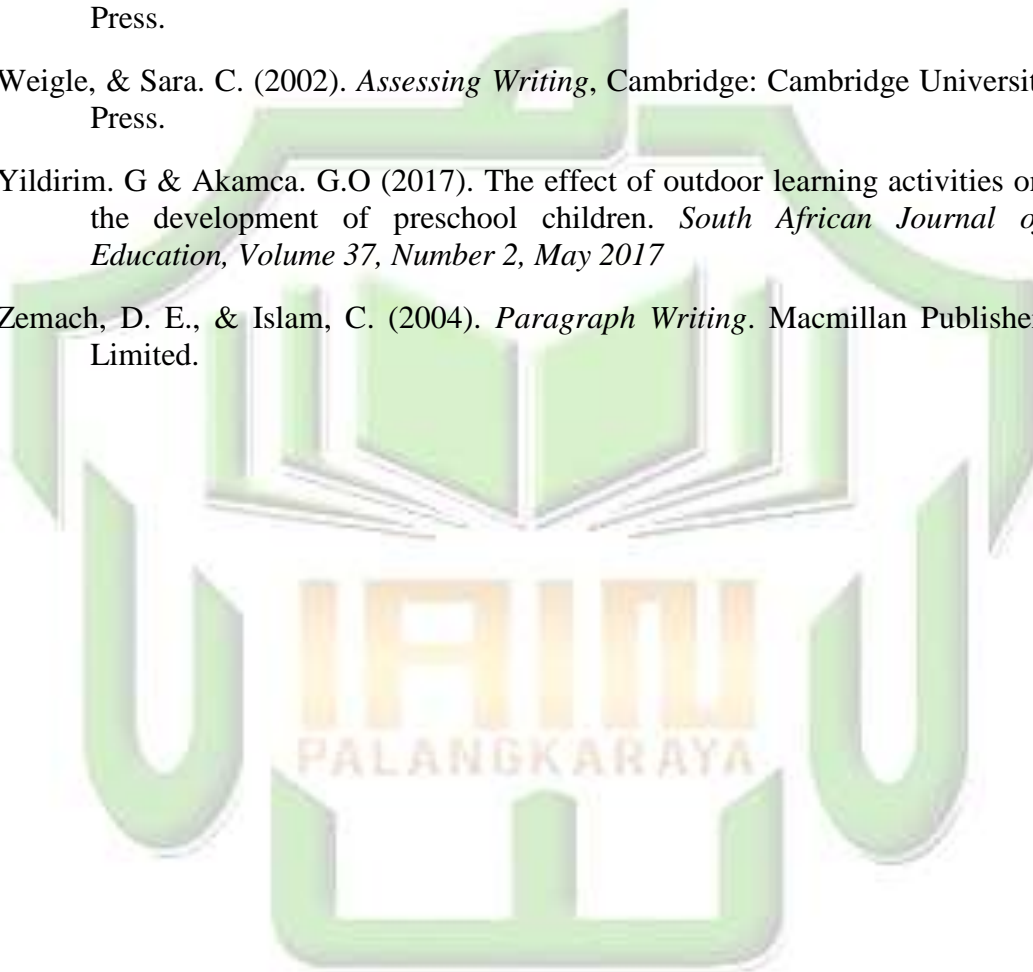 Press.
Weigle, & Sara. C. (2002). Assessing Writing, Cambridge: Cambridge Universit
Press.
Yildirim. G & Akamca. G.O (2017). The effect of outdoor learning activities on
the development of preschool children. South African Journal of
Education, Volume 37, Number 2, May 2017
Zemach, D. E., & Islam, C. (2004). Paragraph Writing. Macmillan Publisher
Limited.
IAIN
PALANGKARAYA